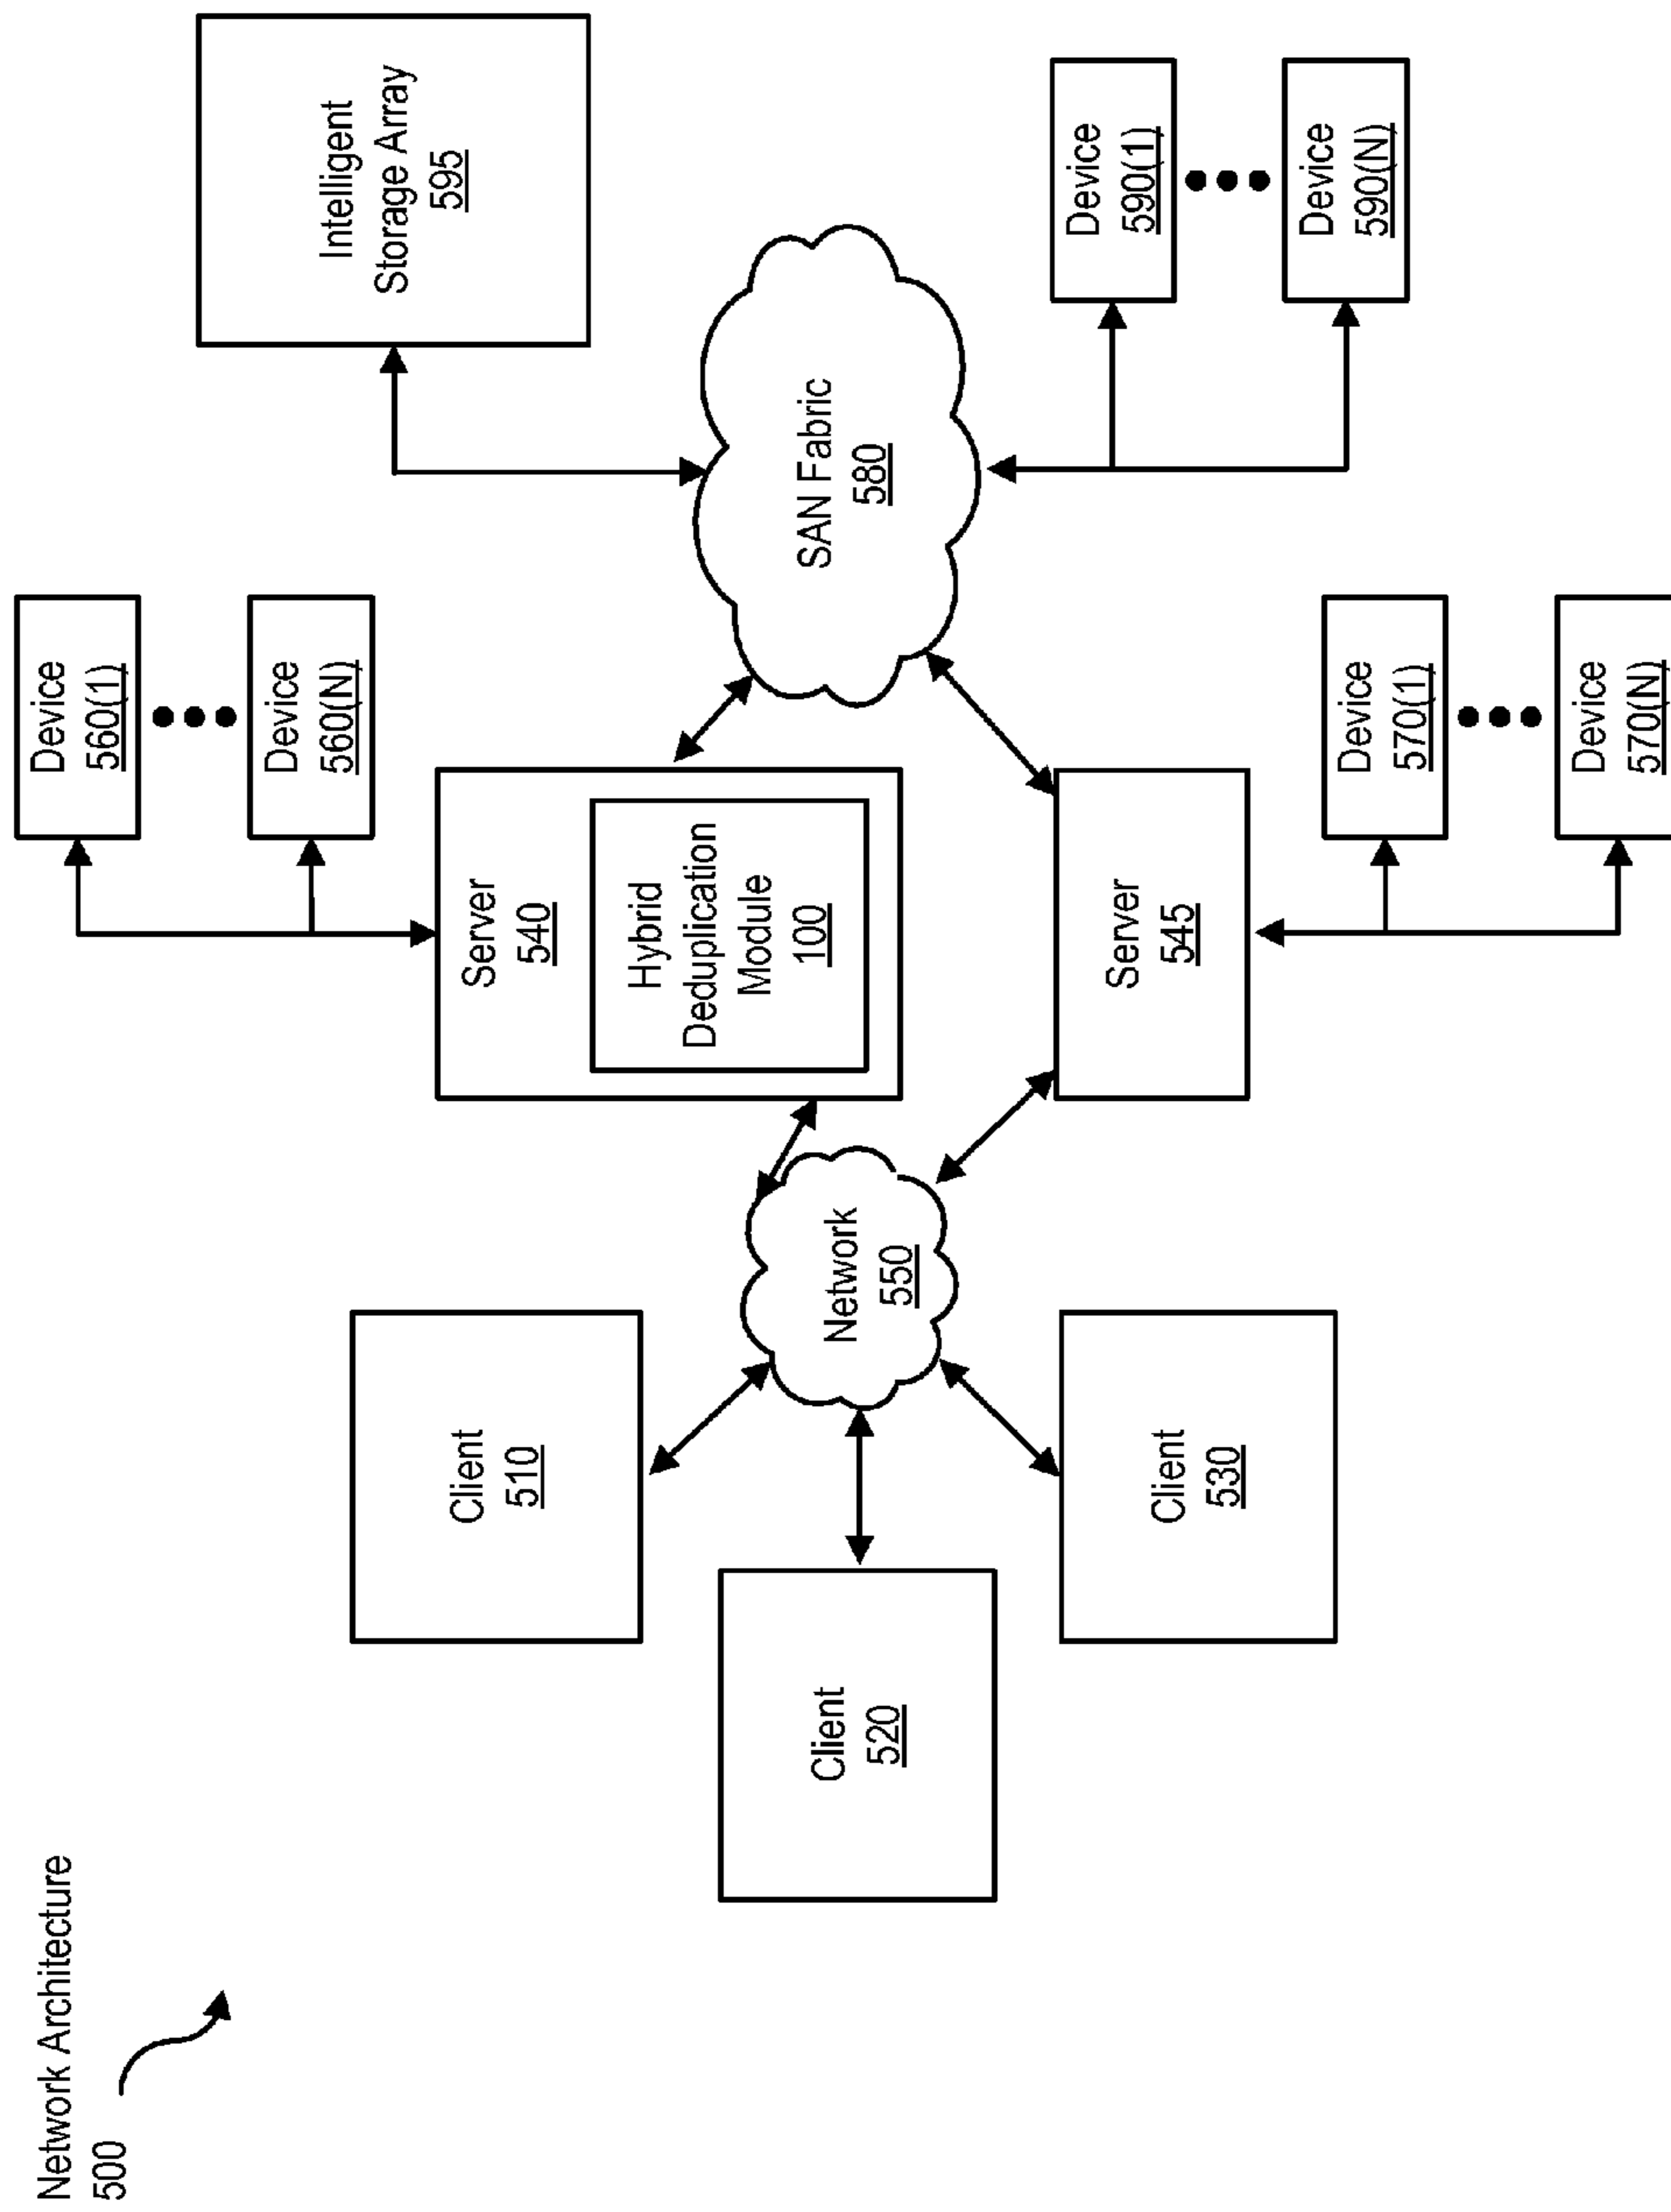 Network Architecture
500
Client
510
Client
520
Client
530
Network
550
Server
540
Hybrid
Deduplication
Module
100
Server
545
Device
560(1)
Device
560(N)
Device
570(1)
Device
570(N)
SAN Fabric
580
Intelligent
Storage Array
595
Device
590(1)
Device
590(N)